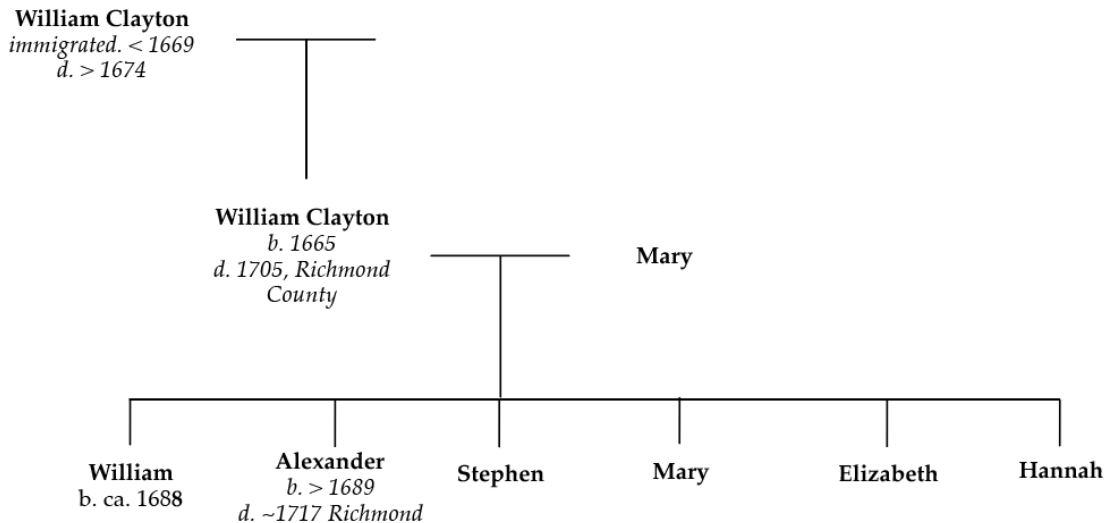 William Clayton
immigrated. < 1669
d. > 1674
William Clayton
b. 1665
d. 1705, Richmond
County
Mary
William
b. ca. 1688
Alexander
b. > 1689
d. ~1717 Richmond
Stephen
Mary
Elizabeth
Hannah